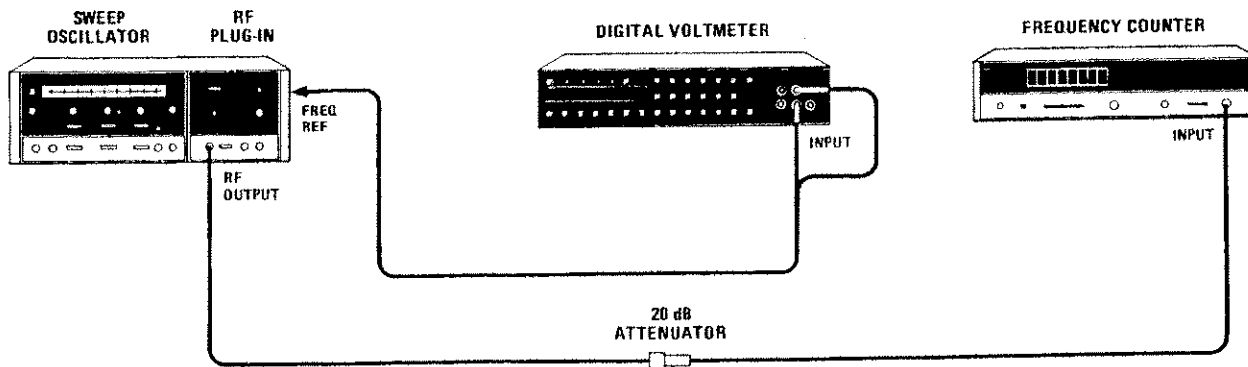 SWEEP
OSCILLATOR
RF
PLUG-IN
DIGITAL VOLTMETER
FREQUENCY COUNTER
FREQ
REF
INPUT
INPUT
RF
OUTPUT
20 dB
ATTENUATOR